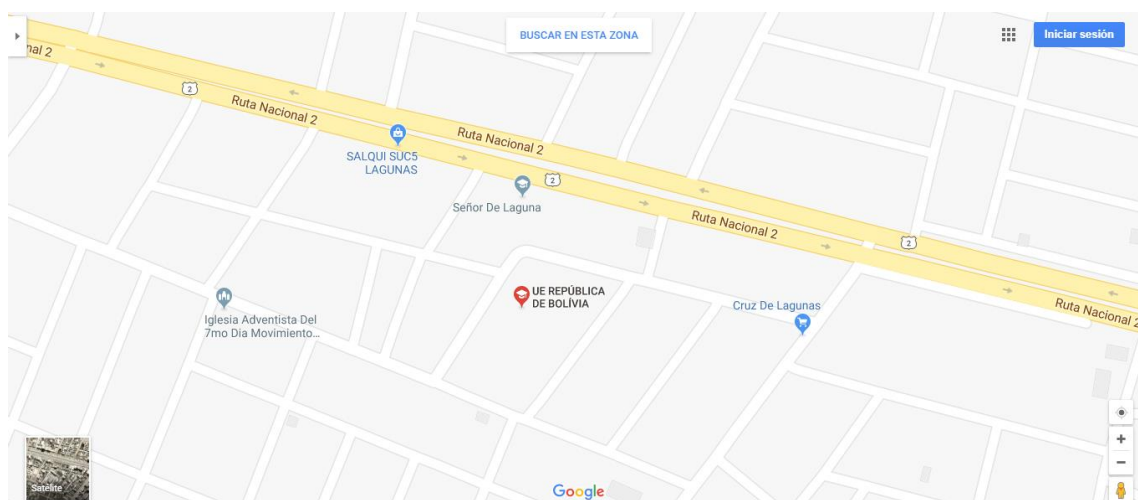 BUSCAR EN ESTA ZONA
Iniciar sesión
nal 2
2
Ruta Nacional 2
Ruta Nacional 2
SALQUI SUC5
LAGUNAS
2
Señor De Laguna
Ruta Nacional 2
2
UE REPÚBLICA
DE BOLÍVIA
Iglesia Adventista Del
7mo Dia Movimiento...
Cruz De Lagunas
Ruta Nacional 2
Satélite
Google